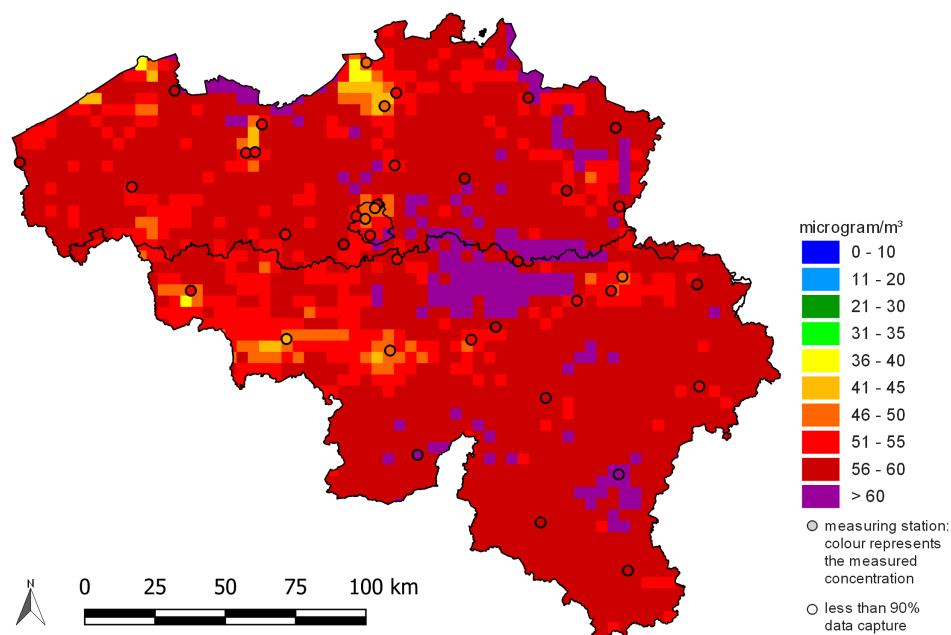 microgram/m³
0 - 10
11 - 20
21 - 30
31 - 35
36 - 40
41 - 45
46 - 50
51 - 55
56 - 60
> 60
measuring station:
colour represents
the measured
concentration
less than 90%
data capture
N
0 25 50 75 100 km